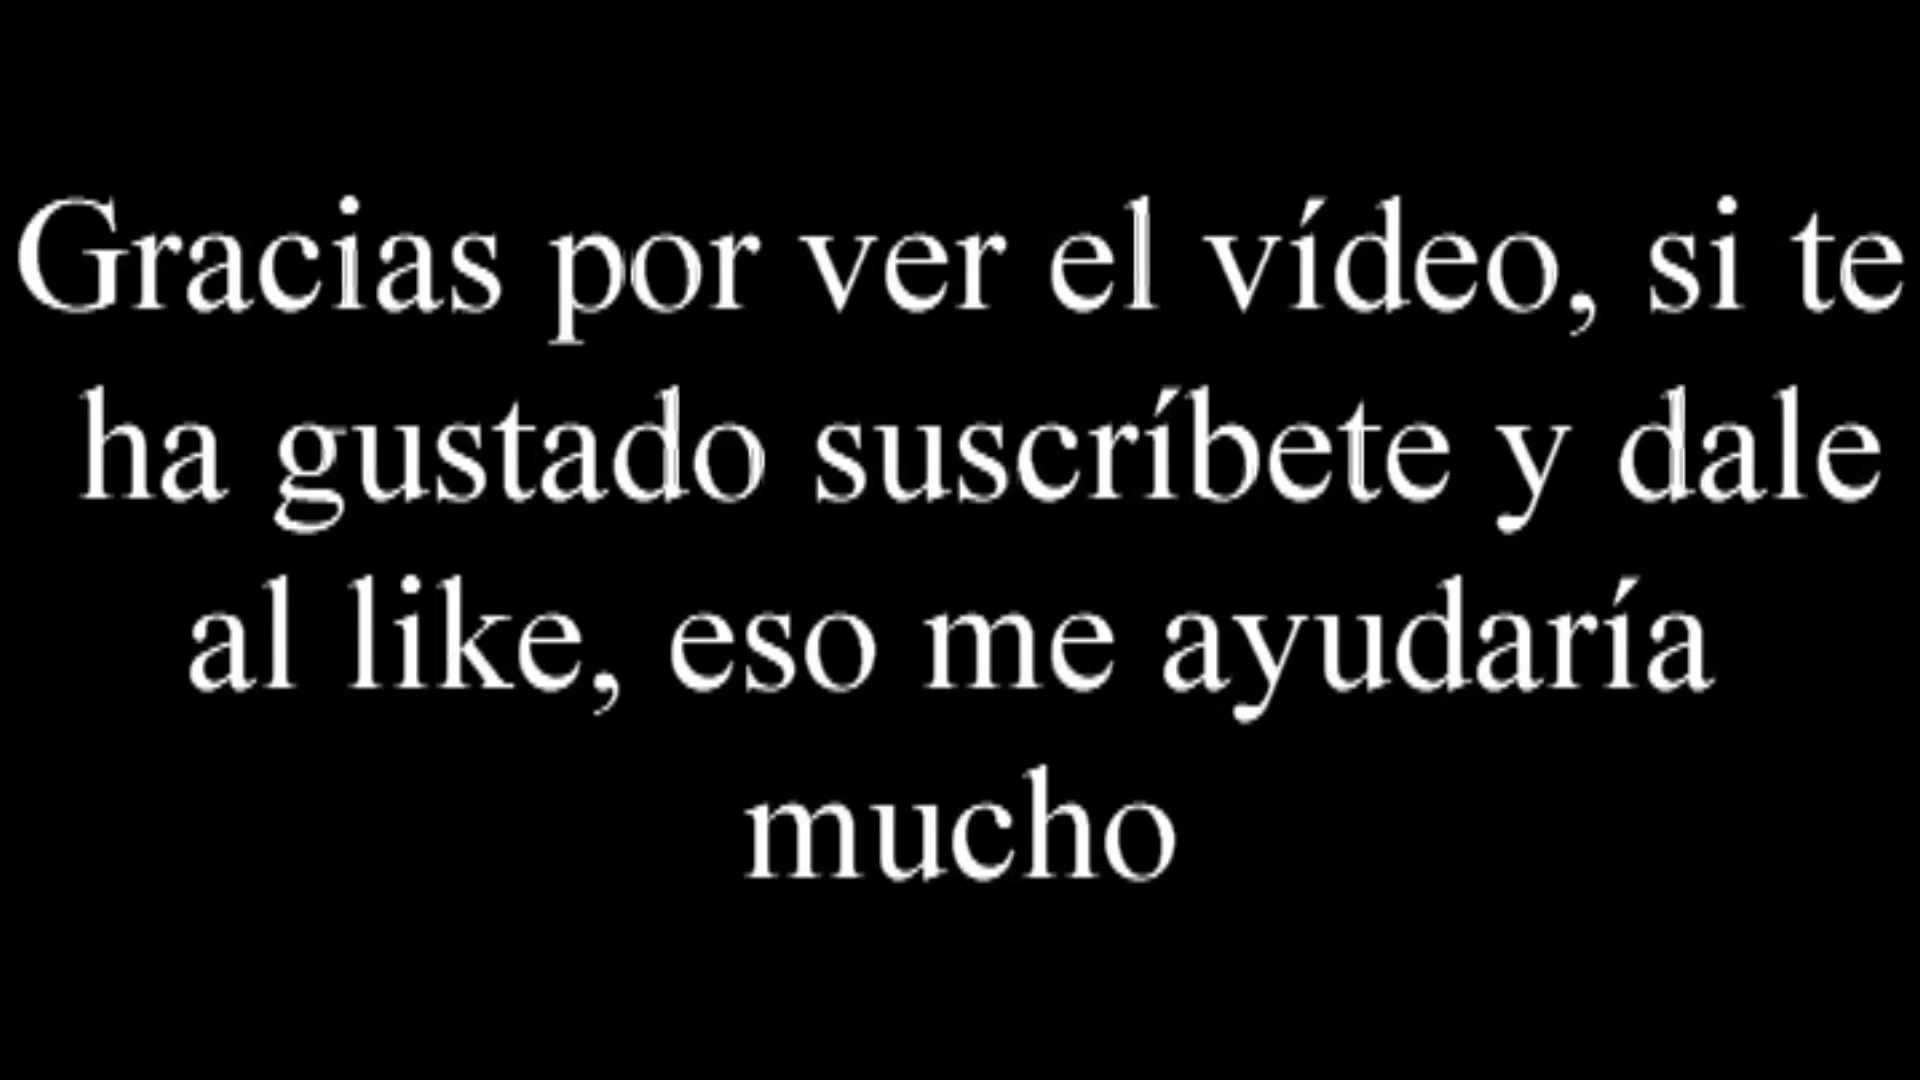 Gracias por ver el vídeo, si te
ha gustado suscríbete y dale
al like, eso me ayudaría
mucho